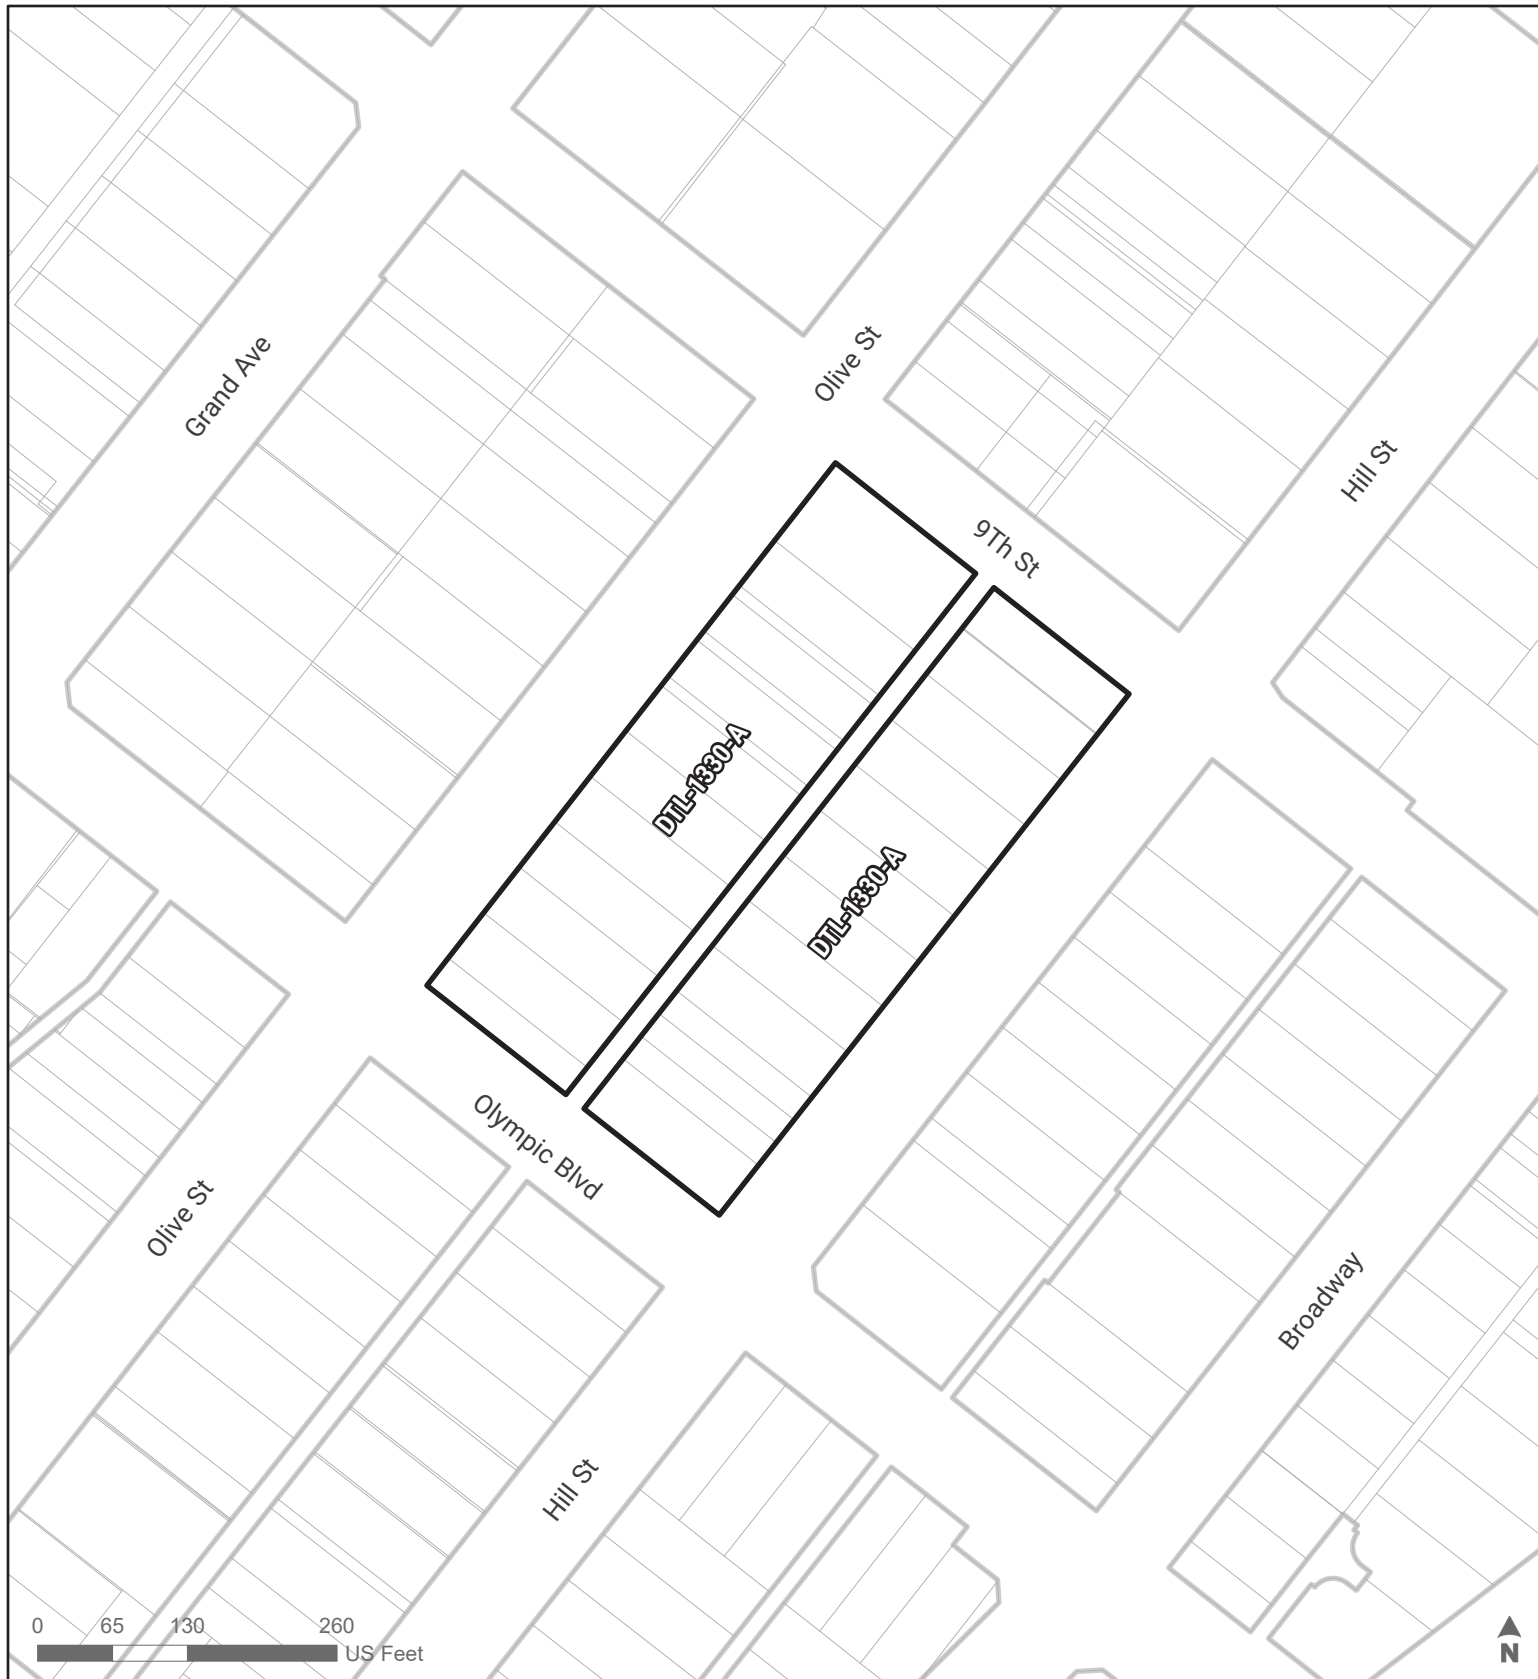 Olive St
Grand Ave
Hill St
9Th St
DTL-1330-A
DTL-1330-A
Olympic Blvd
Olive St
Broadway
Hill St
0 65 130 260
US Feet
N